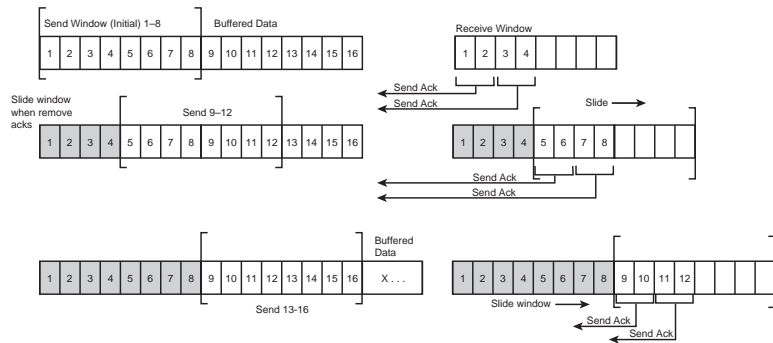 Send Window (Initial) 1–8
Buffered Data
1 2 3 4 5 6 7 8 9 10 11 12 13 14 15 16
Receive Window
1 2 3 4
Send Ack
Send Ack
Slide window
when remove
acks
Send 9–12
1 2 3 4 5 6 7 8 9 10 11 12 13 14 15 16
Slide
1 2 3 4 5 6 7 8
Send Ack
Send Ack
Buffered
Data
1 2 3 4 5 6 7 8 9 10 11 12 13 14 15 16 X . . .
Send 13-16
1 2 3 4 5 6 7 8 9 10 11 12
Slide window
Send Ack
Send Ack